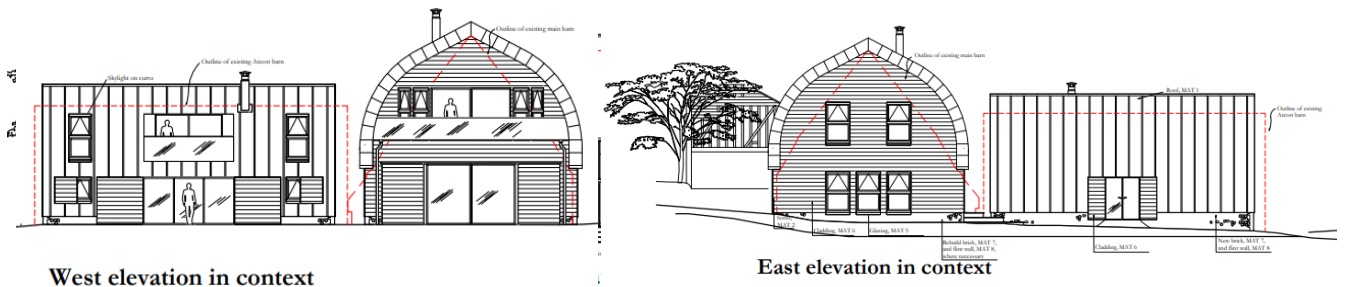 Outline of existing main barn
Outline of existing Atcost barn
Skylight on curve
West elevation in context
Outline of existing main barn
Roof, MAT 1
Outline of existing
Atcost barn
MAT 2
Cladding, MAT 6
Glazing, MAT 5
Rebuild brick, MAT 7,
and flint wall, MAT 8,
where neccessary
Cladding, MAT 6
New brick, MAT 7,
and flint wall, MAT 8
East elevation in context